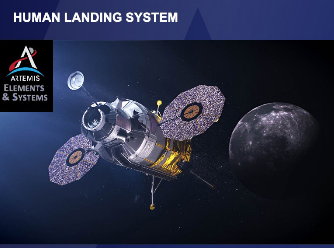 HUMAN LANDING SYSTEM
ARTEMIS
ELEMENTS
& SYSTEMS